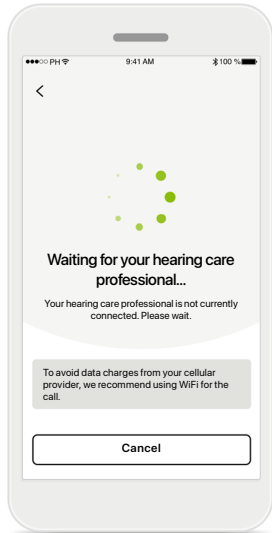 ●●●○○ PH 9:41 AM 100 %
Waiting for your hearing care
professional...
Your hearing care professional is not currently
connected. Please wait.
To avoid data charges from your cellular
provider, we recommend using WiFi for the
call.
Cancel